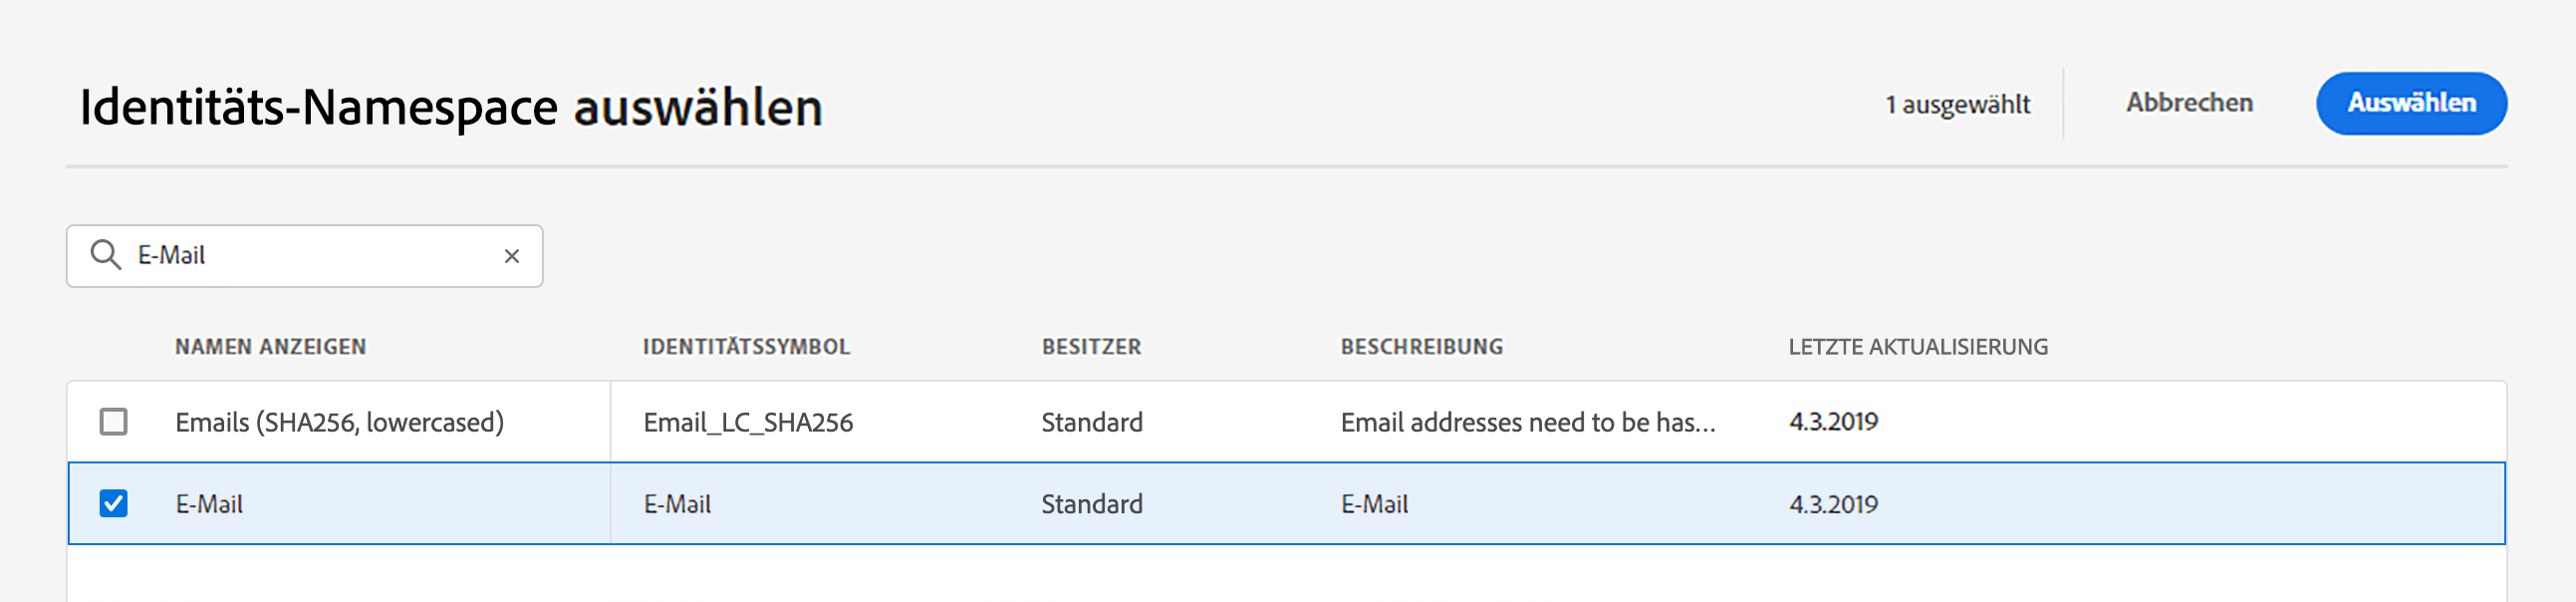 Identitäts-Namespace auswählen
1 ausgewählt
Abbrechen
Auswählen
E-Mail
NAMEN ANZEIGEN IDENTITÄTSSYMBOL BESITZER BESCHREIBUNG LETZTE AKTUALISIERUNG
Emails (SHA256, lowercased) Email_LC_SHA256 Standard Email addresses need to be has... 4.3.2019
E-Mail E-Mail Standard E-Mail 4.3.2019